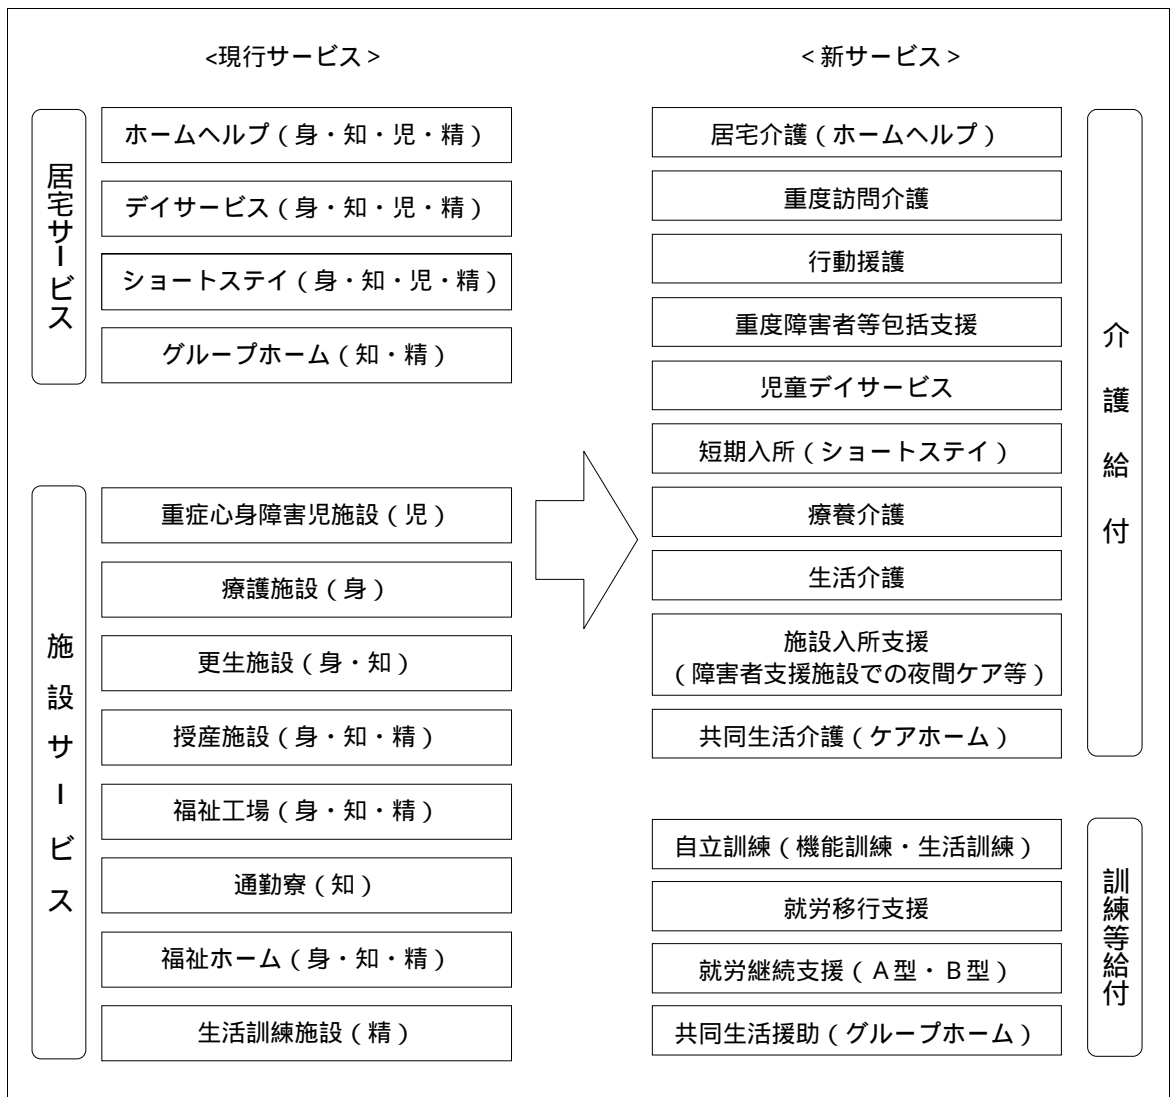 <現行サービス>
<新サービス>
居宅サービス
ホームヘルプ(身・知・児・精)
デイサービス(身・知・児・精)
ショートステイ(身・知・児・精)
グループホーム(知・精)
施設サービス
重症心身障害児施設(児)
療護施設(身)
更生施設(身・知)
授産施設(身・知・精)
福祉工場(身・知・精)
通勤寮(知)
福祉ホーム(身・知・精)
生活訓練施設(精)
居宅介護(ホームヘルプ)
重度訪問介護
行動援護
重度障害者等包括支援
児童デイサービス
短期入所(ショートステイ)
療養介護
生活介護
施設入所支援
(障害者支援施設での夜間ケア等)
共同生活介護(ケアホーム)
介護給付
自立訓練(機能訓練・生活訓練)
就労移行支援
就労継続支援(A型・B型)
共同生活援助(グループホーム)
訓練等給付